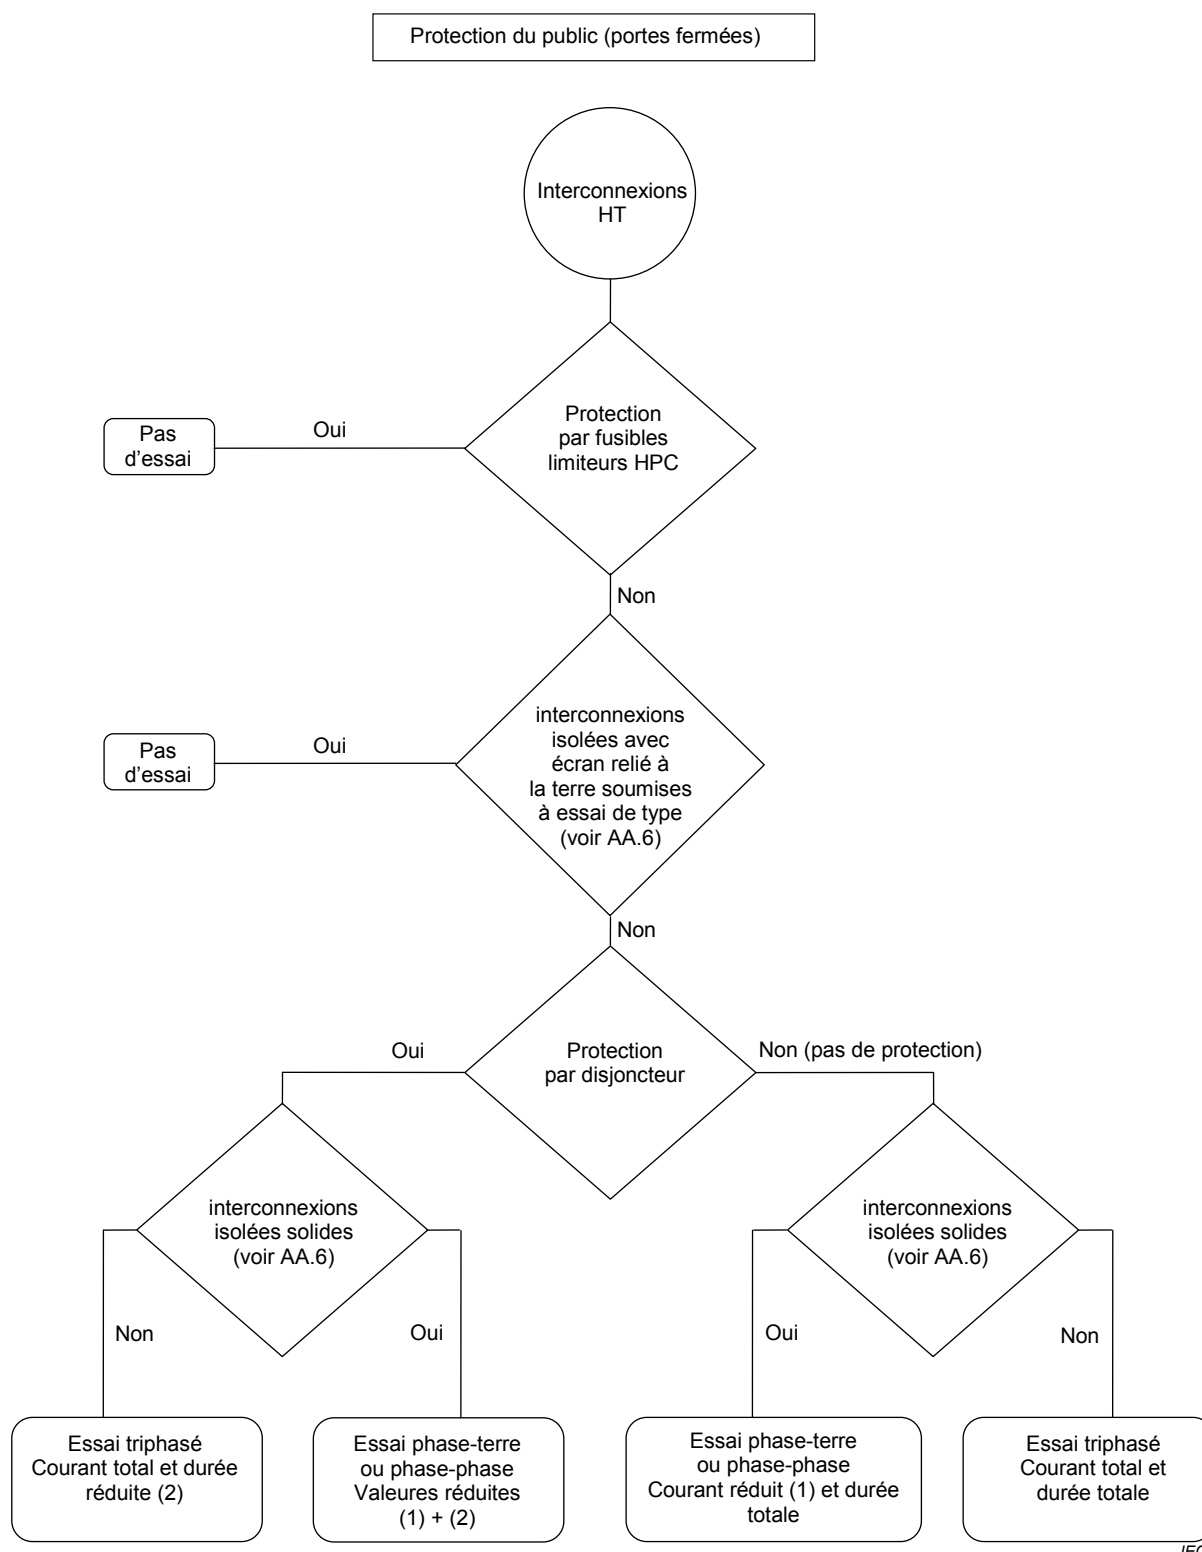 Protection du public (portes fermées)
Interconnexions
HT
Protection
par fusibles
limiteurs HPC
Oui
Pas
d'essai
Non
interconnexions
isolées avec
écran relié à
la terre soumises
à essai de type
(voir AA.6)
Oui
Pas
d'essai
Non
Protection
par disjoncteur
Oui
Non (pas de protection)
interconnexions
isolées solides
(voir AA.6)
interconnexions
isolées solides
(voir AA.6)
Non
Oui
Oui
Non
Essai triphasé
Courant total et durée
réduite (2)
Essai phase-terre
ou phase-phase
Valeures réduites
(1) + (2)
Essai phase-terre
ou phase-phase
Courant réduit (1) et durée
totale
Essai triphasé
Courant total et
durée totale
IEC